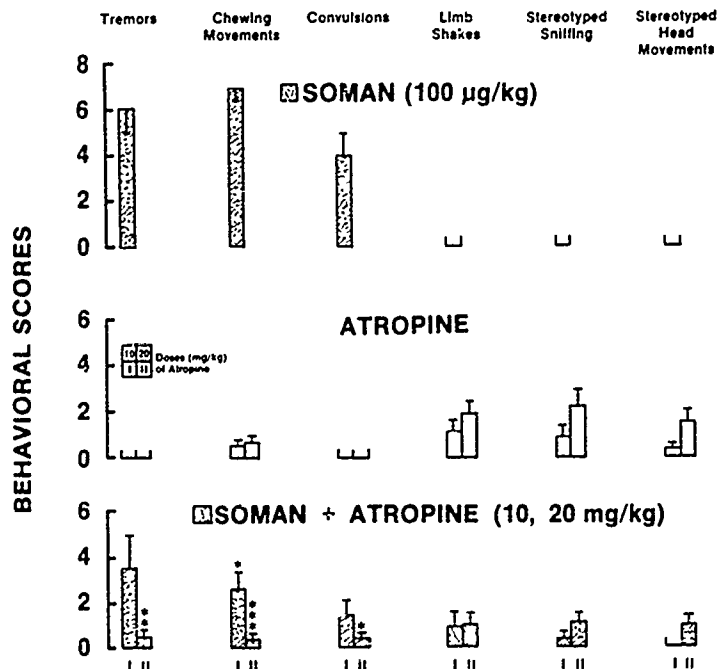 Tremors Chewing Convulsions Limb Stereotyped Stereotyped
Movements Shakes Sniffing Head
Movements
8
6
4
2
0
SOMAN (100 µg/kg)
BEHAVIORAL SCORES
6
4
2
0
ATROPINE
10 20 Doses (mg/kg)
I II of Atropine
6
4
2
0
SOMAN + ATROPINE (10, 20 mg/kg)
*
***
*
***
*
I II I II I II I II I II I II